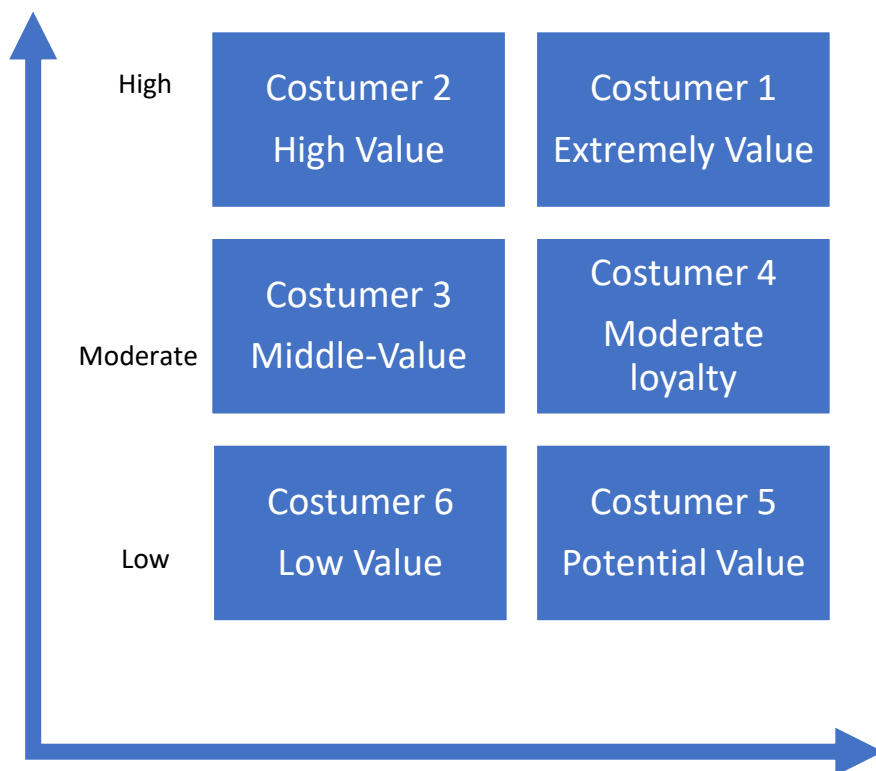 High
Costumer 2
High Value
Costumer 1
Extremely Value
Moderate
Costumer 3
Middle-Value
Costumer 4
Moderate
loyalty
Low
Costumer 6
Low Value
Costumer 5
Potential Value